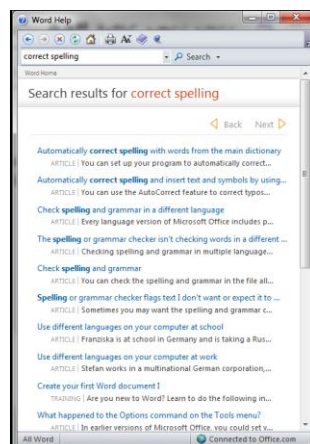 Word Help
correct spelling
Search
Word Home
Search results for correct spelling
Back Next
Automatically correct spelling with words from the main dictionary
ARTICLE | You can set up your program to automatically correct...
Automatically correct spelling and insert text and symbols by using...
ARTICLE | You can use the AutoCorrect feature to correct typos...
Check spelling and grammar in a different language
ARTICLE | Every language version of Microsoft Office includes p...
The spelling or grammar checker isn't checking words in a different ...
ARTICLE | Checking spelling and grammar in multiple language...
Check spelling and grammar
ARTICLE | You can check the spelling and grammar in the file all...
Spelling or grammar checker flags text I don't want or expect it to ...
ARTICLE | Sometimes you may want the spelling and grammar c...
Use different languages on your computer at school
ARTICLE | Franziska is at school in Germany and is taking a Rus...
Use different languages on your computer at work
ARTICLE | Stefan works in a multinational German corporation,...
Create your first Word document I
TRAINING | Are you new to Word? Learn to do the following in...
What happened to the Options command on the Tools menu?
ARTICLE | In earlier versions of Microsoft Office, you could set v...
All Word
Connected to Office.com